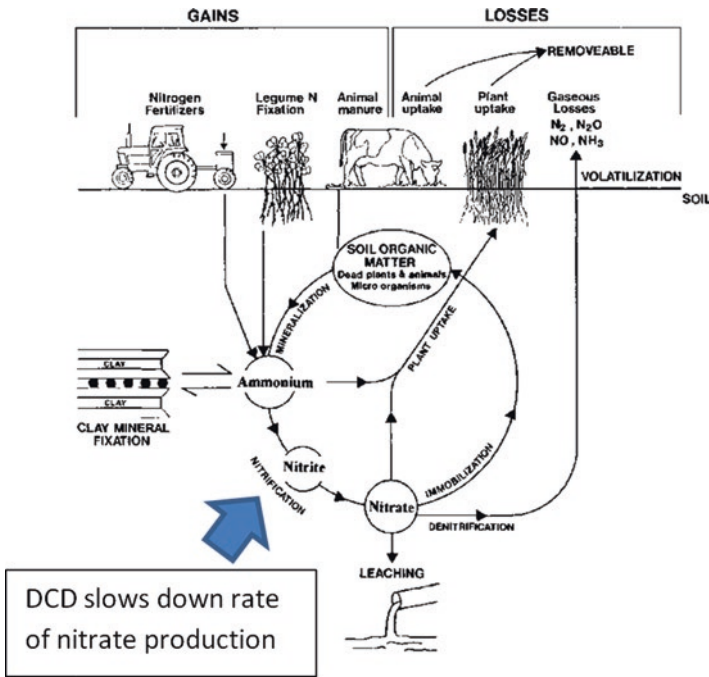 GAINS
LOSSES
REMOVEABLE
Nitrogen
Fertilizers
Legume N
Fixation
Animal
manure
Animal
uptake
Plant
uptake
Gaseous
Losses
N₂ , N₂O
NO , NH₃
VOLATILIZATION
SOIL
SOIL ORGANIC
MATTER
Dead plants & animals
Micro organisms
MINERALIZATION
PLANT UPTAKE
CLAY
CLAY
CLAY MINERAL
FIXATION
Ammonium
Nitrite
NITRIFICATION
Nitrate
IMMOBILIZATION
DENITRIFICATION
LEACHING
DCD slows down rate
of nitrate production